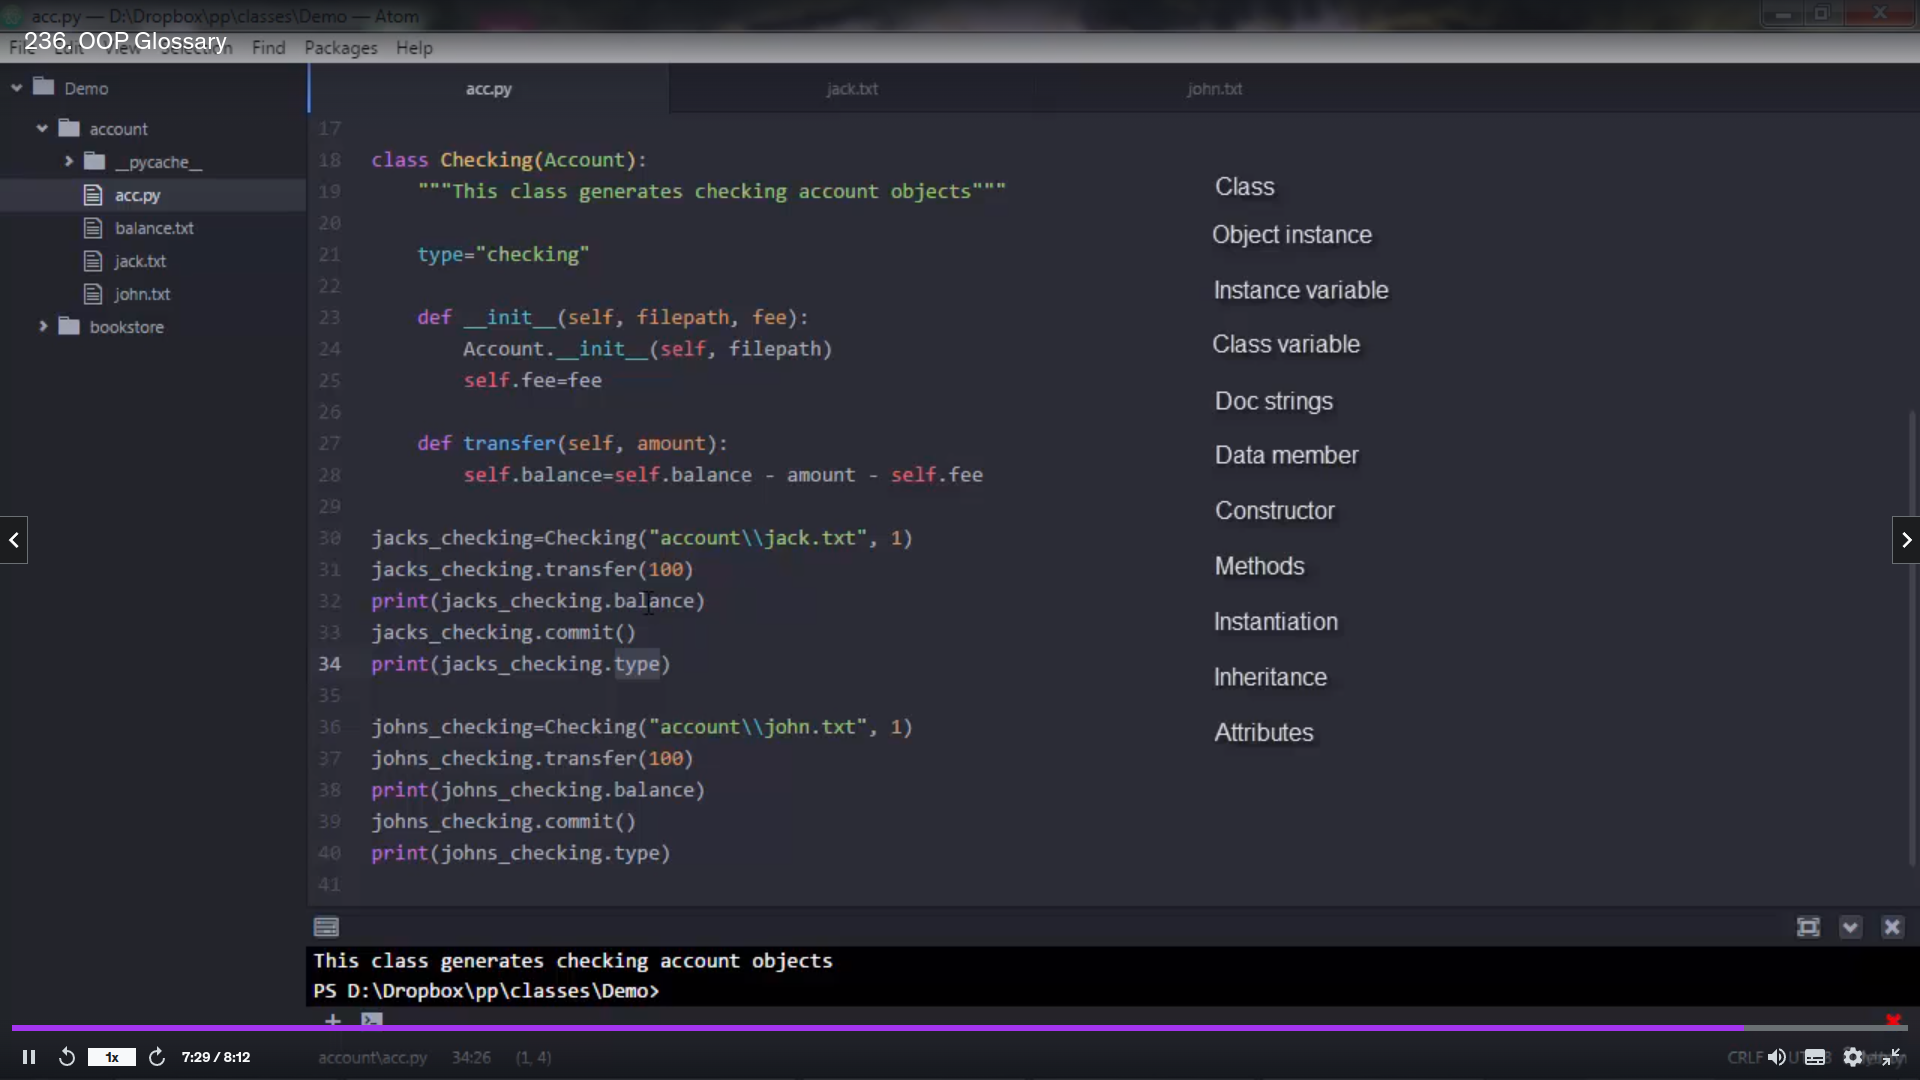 acc.py — D:\Dropbox\pp\classes\Demo — Atom
236. OOP Glossary
File Edit View Selection Find Packages Help
Demo
account
__pycache__
acc.py
balance.txt
jack.txt
john.txt
bookstore
acc.py jack.txt john.txt
17
18 class Checking(Account):
19 """This class generates checking account objects"""
20
21 type="checking"
22
23 def __init__(self, filepath, fee):
24 Account.__init__(self, filepath)
25 self.fee=fee
26
27 def transfer(self, amount):
28 self.balance=self.balance - amount - self.fee
29
30 jacks_checking=Checking("account\\jack.txt", 1)
31 jacks_checking.transfer(100)
32 print(jacks_checking.balance)
33 jacks_checking.commit()
34 print(jacks_checking.type)
35
36 johns_checking=Checking("account\\john.txt", 1)
37 johns_checking.transfer(100)
38 print(johns_checking.balance)
39 johns_checking.commit()
40 print(johns_checking.type)
41
Class
Object instance
Instance variable
Class variable
Doc strings
Data member
Constructor
Methods
Instantiation
Inheritance
Attributes
This class generates checking account objects
PS D:\Dropbox\pp\classes\Demo>
1x 7:29 / 8:12 account\acc.py 34:26 (1, 4) CRLF